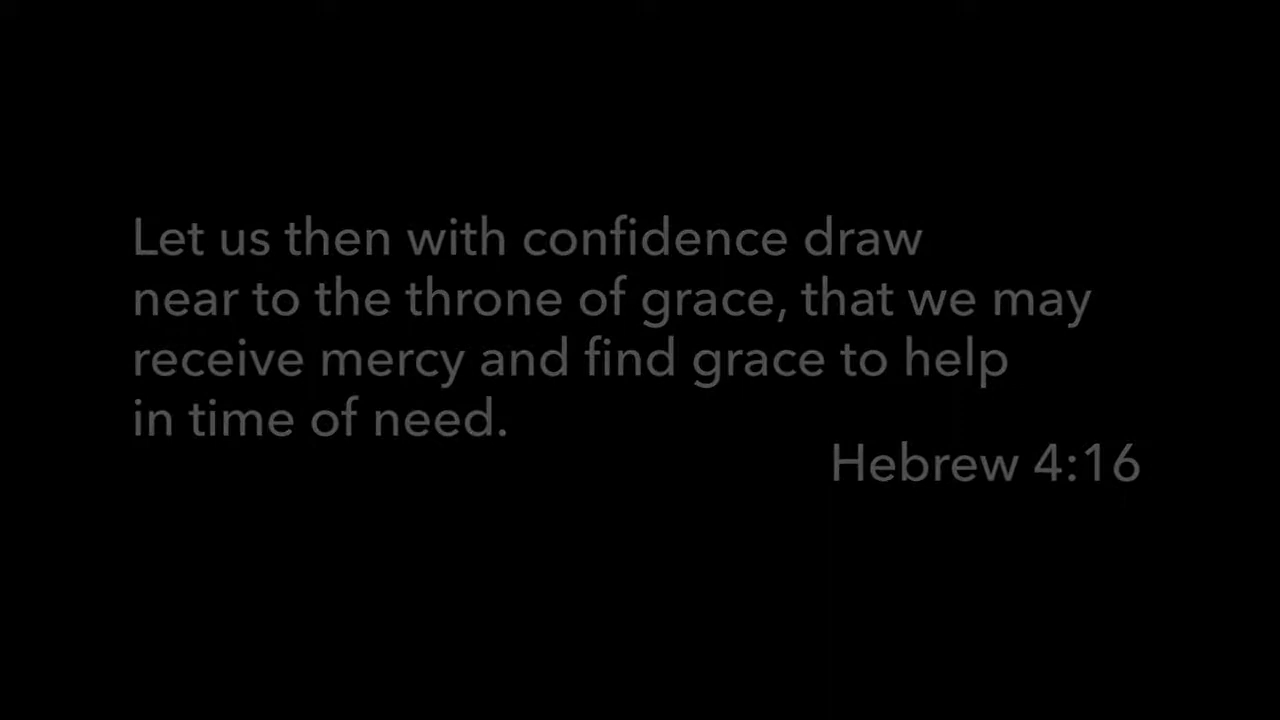 Let us then with confidence draw
near to the throne of grace, that we may
receive mercy and find grace to help
in time of need.
Hebrew 4:16